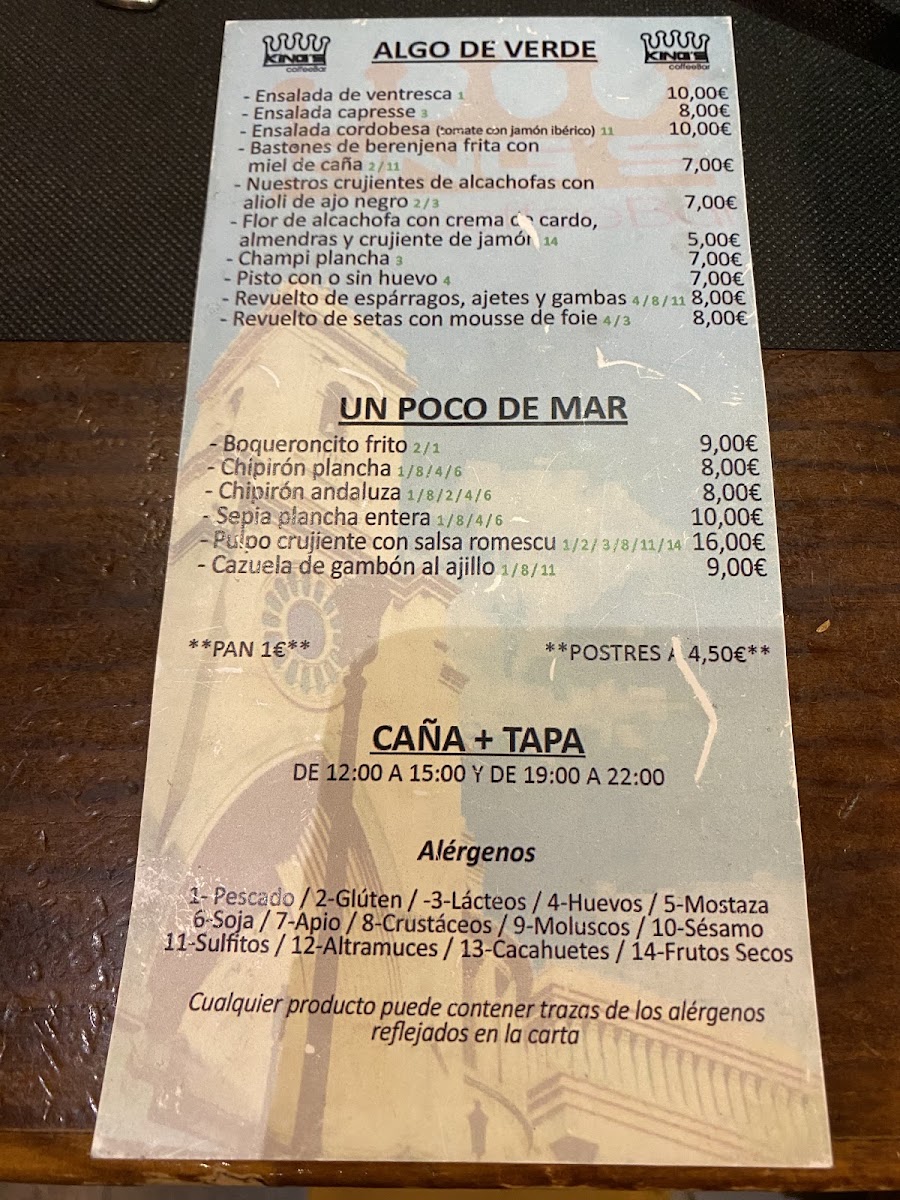 KING'S
coffeeBar
ALGO DE VERDE
KING'S
coffeeBar
- Ensalada de ventresca 1 10,00€
- Ensalada capresse 3 8,00€
- Ensalada cordobesa (tomate con jamón ibérico) 11 10,00€
- Bastones de berenjena frita con
miel de caña 2/11 7,00€
- Nuestros crujientes de alcachofas con
alioli de ajo negro 2/3 7,00€
- Flor de alcachofa con crema de cardo,
almendras y crujiente de jamón 14 5,00€
- Champi plancha 3 7,00€
- Pisto con o sin huevo 4 7,00€
- Revuelto de espárragos, ajetes y gambas 4/8/11 8,00€
- Revuelto de setas con mousse de foie 4/3 8,00€
UN POCO DE MAR
- Boqueroncito frito 2/1 9,00€
- Chipirón plancha 1/8/4/6 8,00€
- Chipirón andaluza 1/8/2/4/6 8,00€
- Sepia plancha entera 1/8/4/6 10,00€
- Pulpo crujiente con salsa romescu 1/2/3/8/11/14 16,00€
- Cazuela de gambón al ajillo 1/8/11 9,00€
**PAN 1€** **POSTRES A 4,50€**
CAÑA + TAPA
DE 12:00 A 15:00 Y DE 19:00 A 22:00
Alérgenos
1- Pescado / 2-Glúten / -3-Lácteos / 4-Huevos / 5-Mostaza
6-Soja / 7-Apio / 8-Crustáceos / 9-Moluscos / 10-Sésamo
11-Sulfitos / 12-Altramuces / 13-Cacahuetes / 14-Frutos Secos
Cualquier producto puede contener trazas de los alérgenos
reflejados en la carta